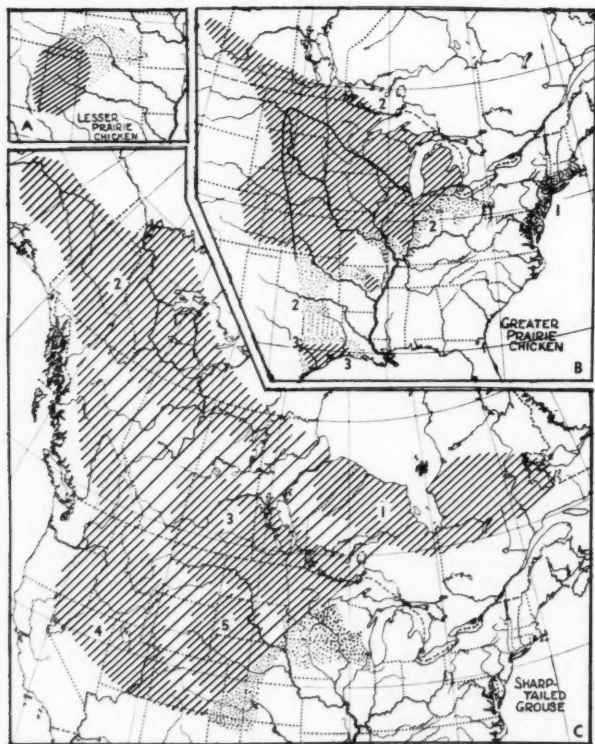 LESSER
PRAIRIE
CHICKEN
A
2
1
2
2
3
3
GREATER
PRAIRIE
CHICKEN
B
2
3
1
4
5
SHARP-
TAILED
GROUSE
C